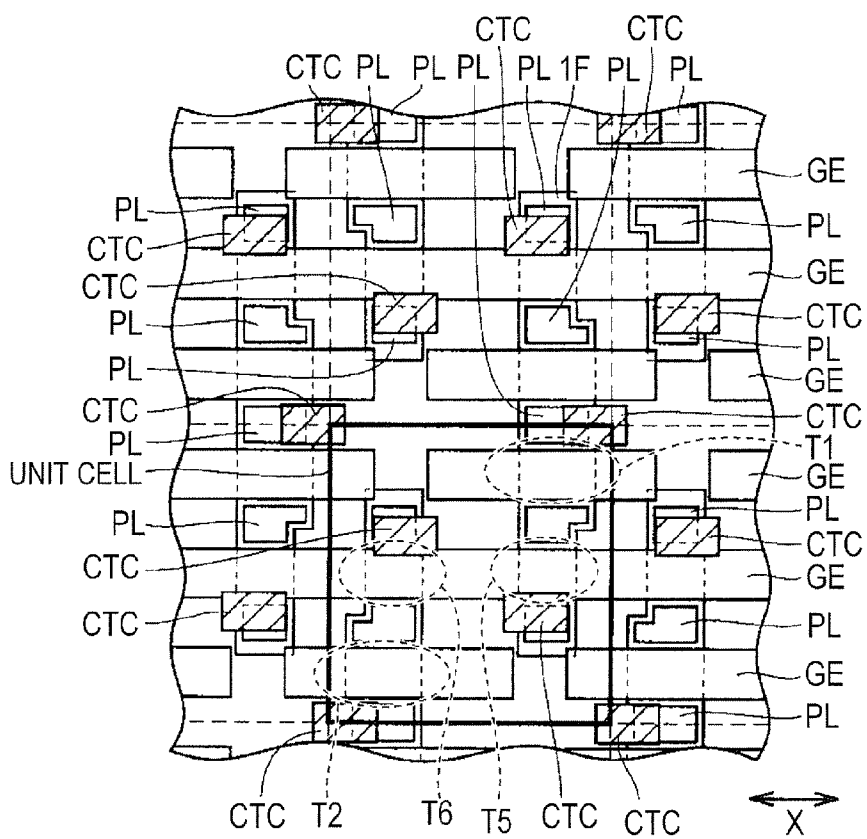 CTC CTC
CTC PL PL PL PL 1F PL PL
GE
PL PL
CTC
GE
CTC
PL CTC
PL
PL GE
CTC CTC
PL
T1
UNIT CELL GE
PL PL
CTC CTC
GE
CTC
PL
GE
PL
CTC T2 T6 T5 CTC CTC
X